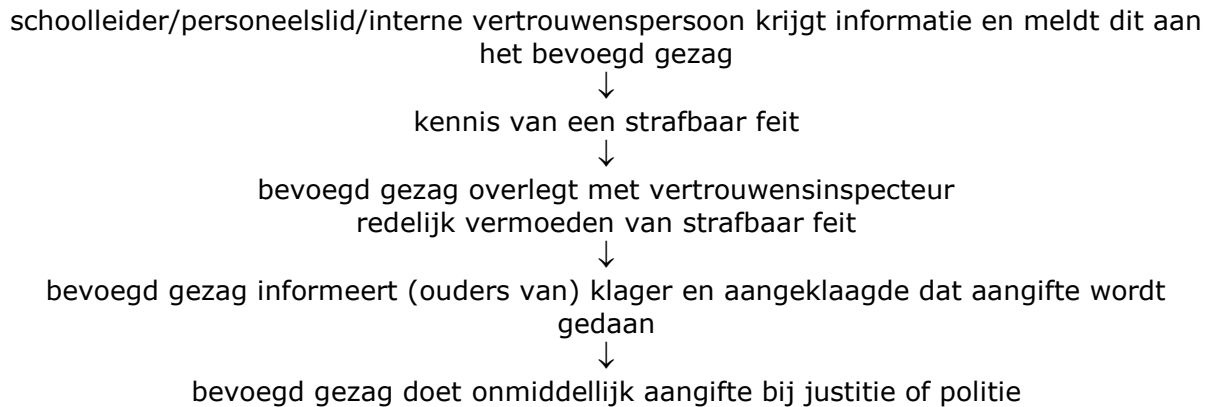 schoolleider/personeelslid/interne vertrouwenspersoon krijgt informatie en meldt dit aan
het bevoegd gezag
↓
kennis van een strafbaar feit
↓
bevoegd gezag overlegt met vertrouwensinspecteur
redelijk vermoeden van strafbaar feit
↓
bevoegd gezag informeert (ouders van) klager en aangeklaagde dat aangifte wordt
gedaan
↓
bevoegd gezag doet onmiddellijk aangifte bij justitie of politie